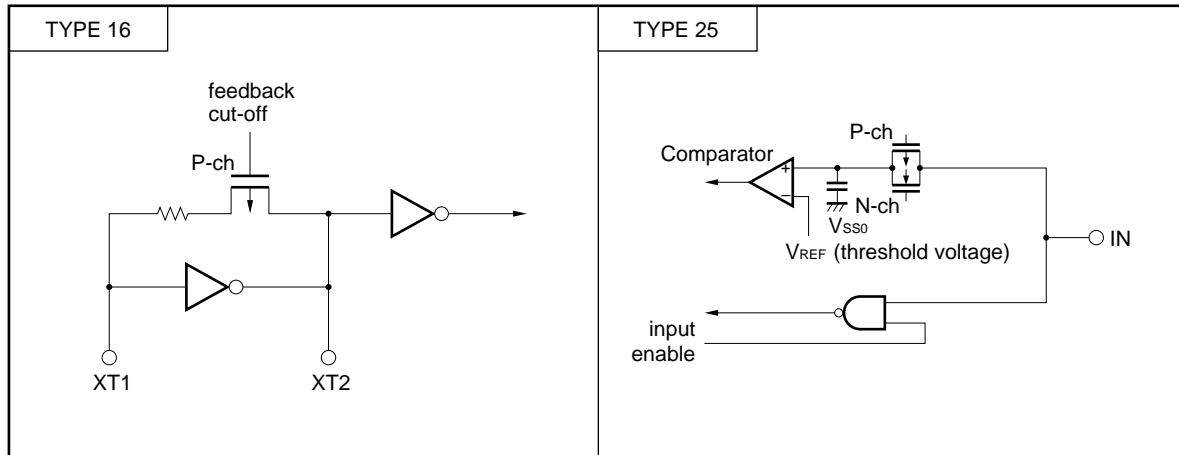 TYPE 16
feedback
cut-off
P-ch
XT1
XT2
TYPE 25
P-ch
Comparator
+
−
N-ch
VSS0
VREF (threshold voltage)
IN
input
enable